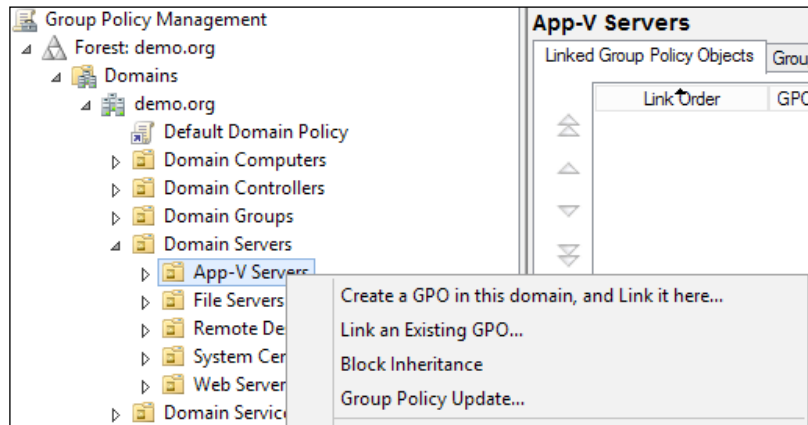 Group Policy Management
Forest: demo.org
Domains
demo.org
Default Domain Policy
Domain Computers
Domain Controllers
Domain Groups
Domain Servers
App-V Servers
File Servers
Remote De
System Cer
Web Server
Domain Servic
App-V Servers
Linked Group Policy Objects
Grou
Link Order
GPO
Create a GPO in this domain, and Link it here...
Link an Existing GPO...
Block Inheritance
Group Policy Update...